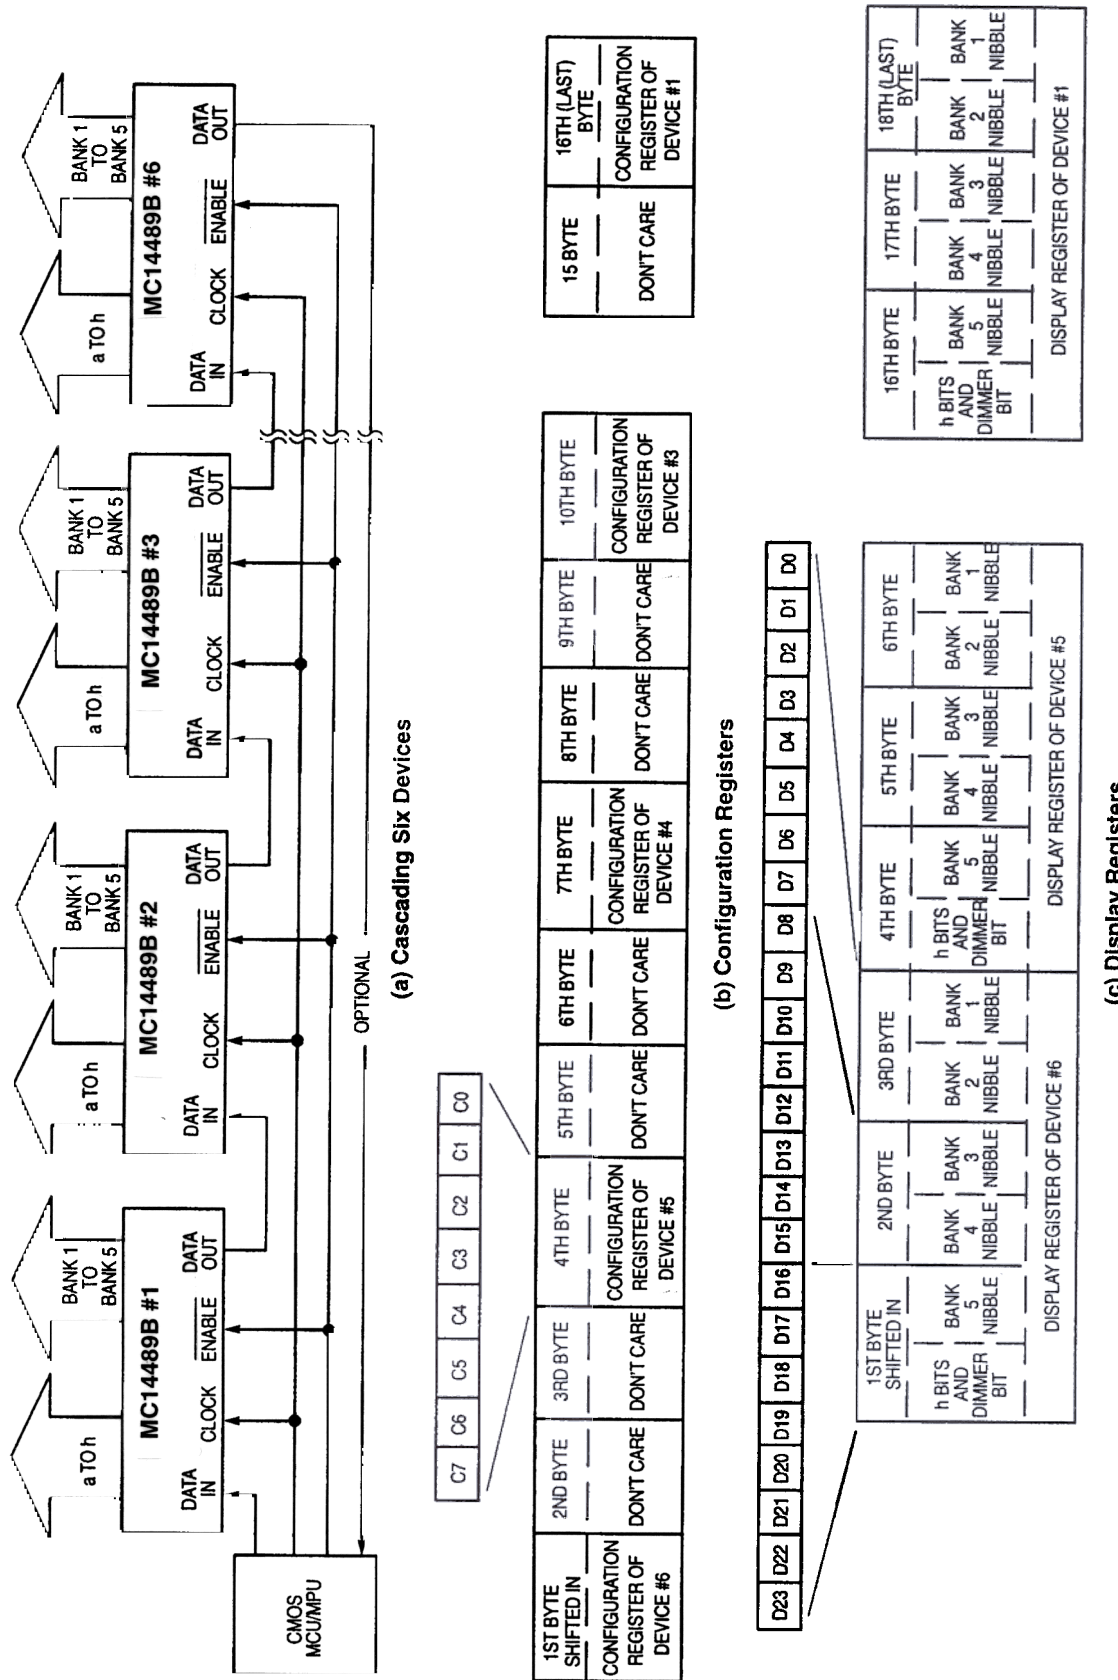 BANK 1
TO
BANK 5
a TO h
MC14489B #1
DATA
IN
CLOCK
ENABLE
DATA
OUT
BANK 1
TO
BANK 5
a TO h
MC14489B #2
DATA
IN
CLOCK
ENABLE
DATA
OUT
BANK 1
TO
BANK 5
a TO h
MC14489B #3
DATA
IN
CLOCK
ENABLE
DATA
OUT
BANK 1
TO
BANK 5
a TO h
MC14489B #6
DATA
IN
CLOCK
ENABLE
DATA
OUT
CMOS
MCU/MPU
OPTIONAL
(a) Cascading Six Devices
C7 C6 C5 C4 C3 C2 C1 C0
1ST BYTE
SHIFTED IN
CONFIGURATION
REGISTER OF
DEVICE #6
2ND BYTE
DON'T CARE
3RD BYTE
DON'T CARE
4TH BYTE
CONFIGURATION
REGISTER OF
DEVICE #5
5TH BYTE
DON'T CARE
6TH BYTE
DON'T CARE
7TH BYTE
CONFIGURATION
REGISTER OF
DEVICE #4
8TH BYTE
DON'T CARE
9TH BYTE
DON'T CARE
10TH BYTE
CONFIGURATION
REGISTER OF
DEVICE #3
15 BYTE
DON'T CARE
16TH (LAST)
BYTE
CONFIGURATION
REGISTER OF
DEVICE #1
(b) Configuration Registers
D23 D22 D21 D20 D19 D18 D17 D16 D15 D14 D13 D12 D11 D10 D9 D8 D7 D6 D5 D4 D3 D2 D1 D0
1ST BYTE
SHIFTED IN
h BITS
AND
DIMMER
BIT
BANK
5
NIBBLE
2ND BYTE
BANK
4
NIBBLE
BANK
3
NIBBLE
3RD BYTE
BANK
2
NIBBLE
BANK
1
NIBBLE
DISPLAY REGISTER OF DEVICE #6
4TH BYTE
h BITS
AND
DIMMER
BIT
BANK
5
NIBBLE
5TH BYTE
BANK
4
NIBBLE
BANK
3
NIBBLE
6TH BYTE
BANK
2
NIBBLE
BANK
1
NIBBLE
DISPLAY REGISTER OF DEVICE #5
16TH BYTE
h BITS
AND
DIMMER
BIT
BANK
5
NIBBLE
17TH BYTE
BANK
4
NIBBLE
BANK
3
NIBBLE
18TH (LAST)
BYTE
BANK
2
NIBBLE
BANK
1
NIBBLE
DISPLAY REGISTER OF DEVICE #1
(c) Display Registers